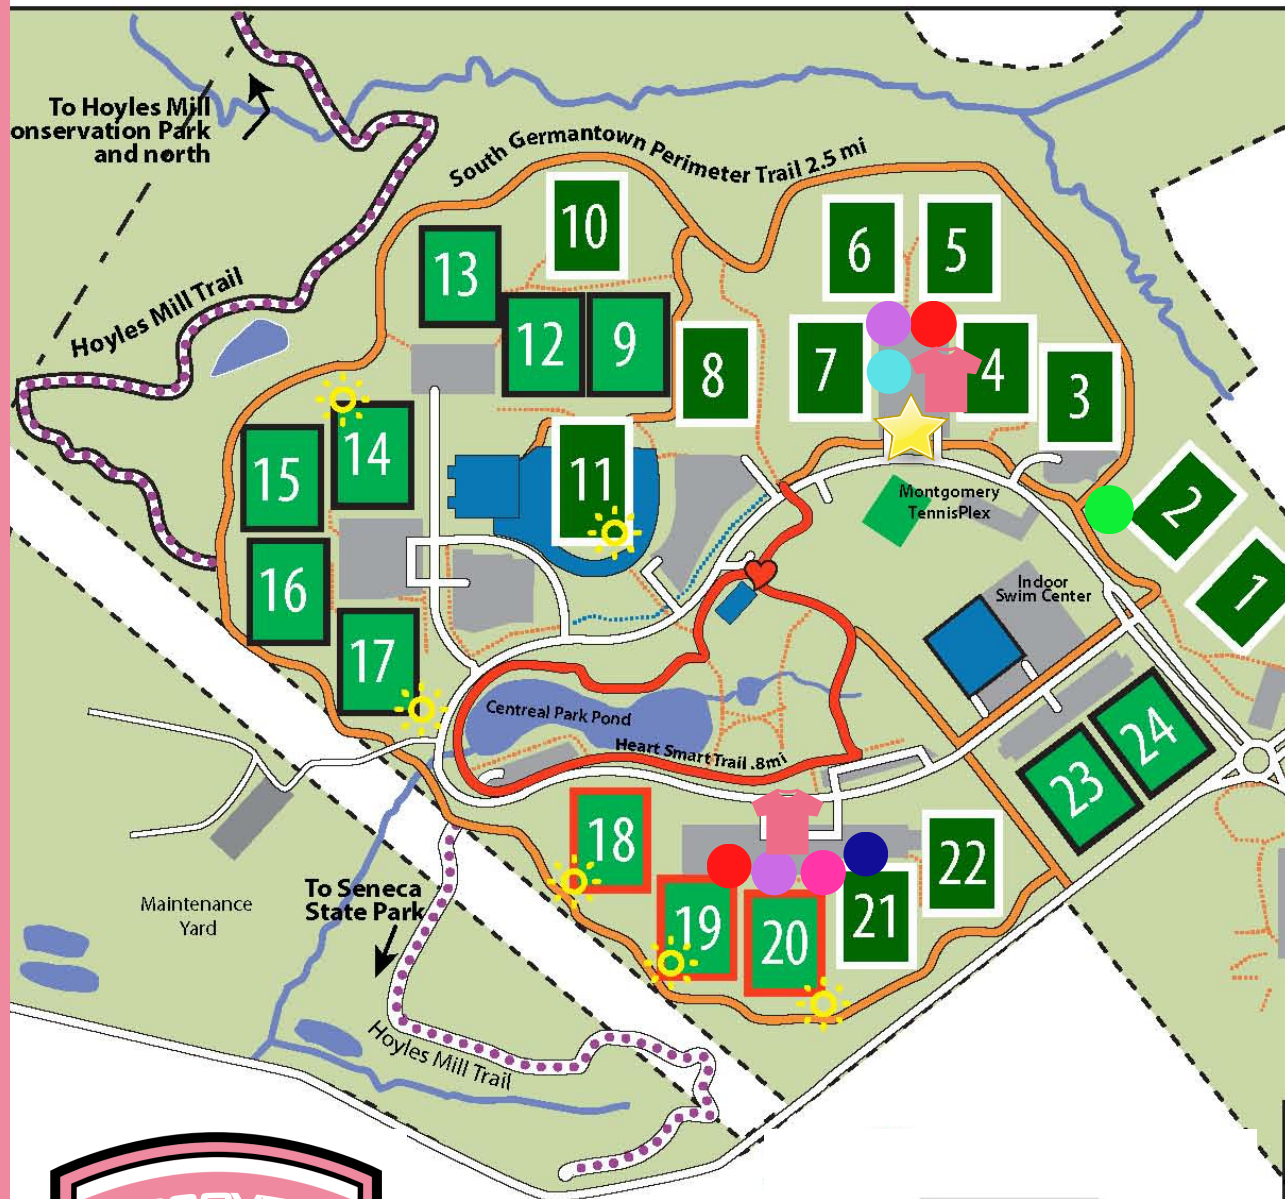 To Hoyles Mill
onservation Park
and north
South Germantown Perimeter Trail 2.5 mi
Hoyles Mill Trail
10
13
12
9
8
6
5
7
4
3
2
1
14
15
11
16
17
Montgomery
TennisPlex
Indoor
Swim Center
Centreal Park Pond
Heart Smart Trail .8mi
24
23
18
19
20
21
22
To Seneca
State Park
Maintenance
Yard
Hoyles Mill Trail